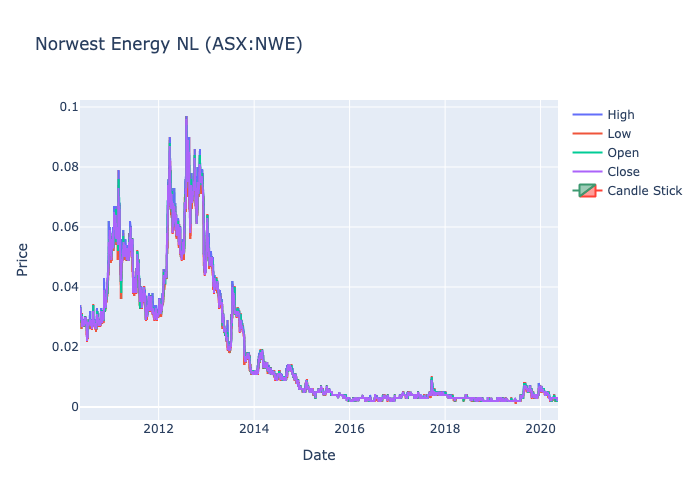 Norwest Energy NL (ASX:NWE)
0.1
0.08
0.06
0.04
0.02
0
Price
2012
2014
2016
2018
2020
Date
High
Low
Open
Close
Candle Stick